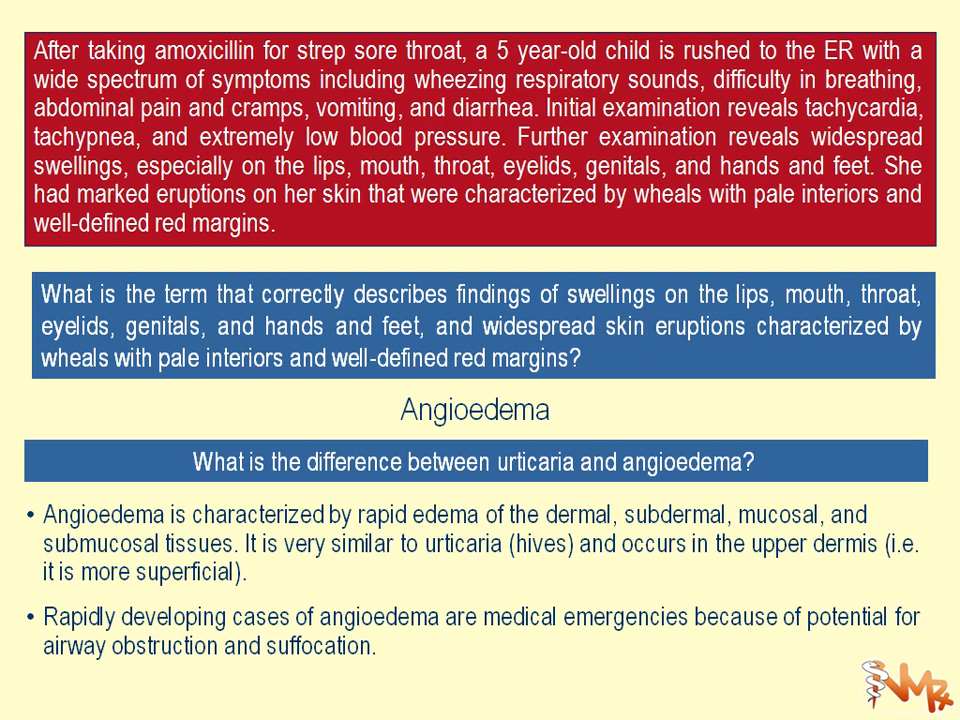 After taking amoxicillin for strep sore throat, a 5 year-old child is rushed to the ER with a
wide spectrum of symptoms including wheezing respiratory sounds, difficulty in breathing,
abdominal pain and cramps, vomiting, and diarrhea. Initial examination reveals tachycardia,
tachypnea, and extremely low blood pressure. Further examination reveals widespread
swellings, especially on the lips, mouth, throat, eyelids, genitals, and hands and feet. She
had marked eruptions on her skin that were characterized by wheals with pale interiors and
well-defined red margins.
What is the term that correctly describes findings of swellings on the lips, mouth, throat,
eyelids, genitals, and hands and feet, and widespread skin eruptions characterized by
wheals with pale interiors and well-defined red margins?
Angioedema
What is the difference between urticaria and angioedema?
• Angioedema is characterized by rapid edema of the dermal, subdermal, mucosal, and
submucosal tissues. It is very similar to urticaria (hives) and occurs in the upper dermis (i.e.
it is more superficial).
• Rapidly developing cases of angioedema are medical emergencies because of potential for
airway obstruction and suffocation.